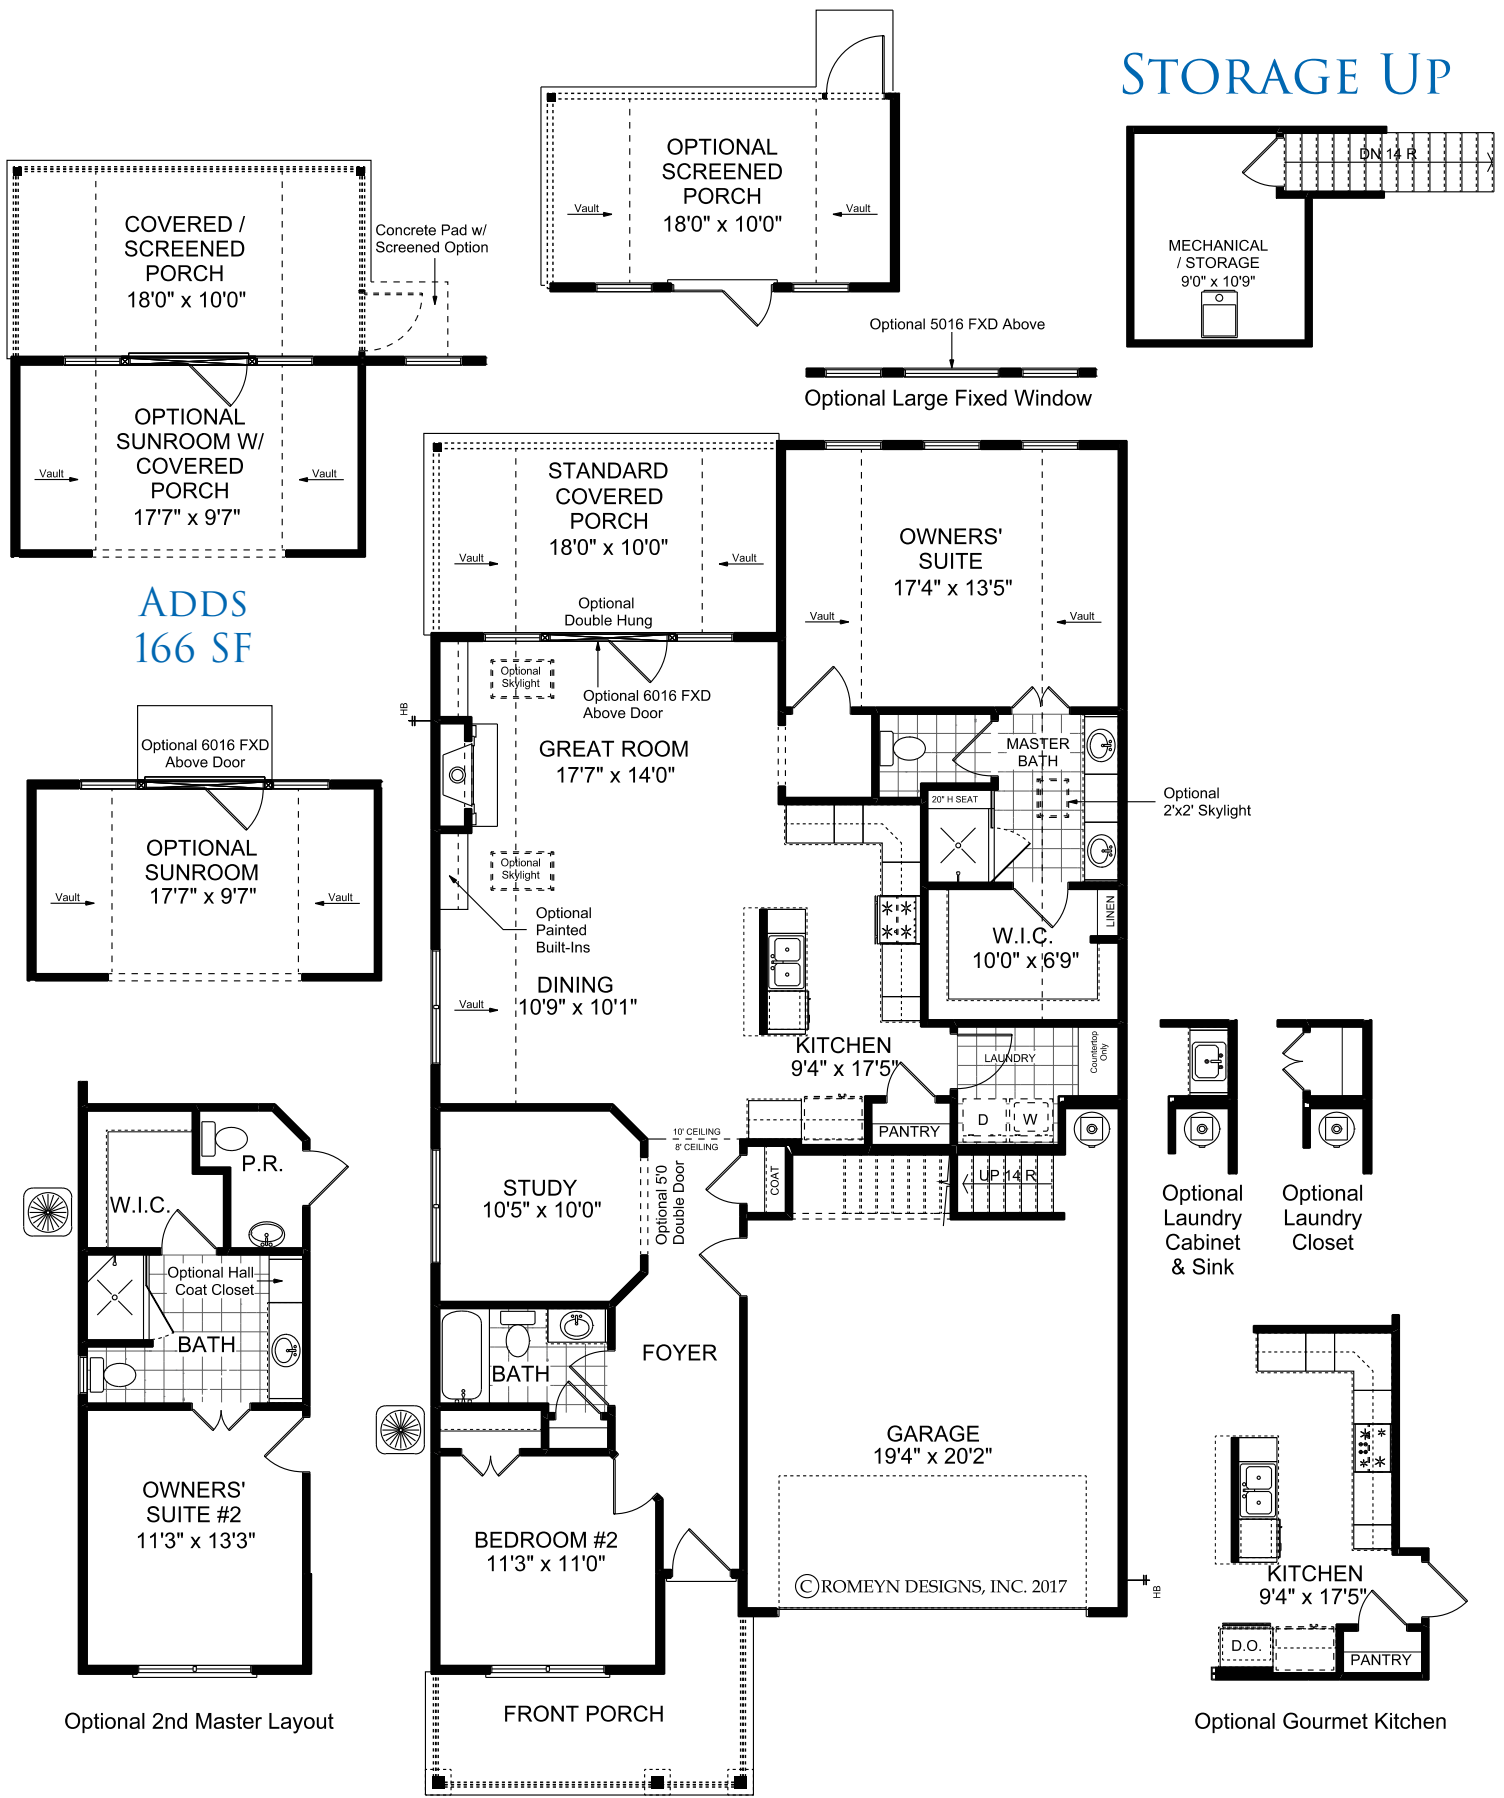 STORAGE UP
DN 14 R
MECHANICAL
/ STORAGE
9'0" x 10'9"
OPTIONAL
SCREENED
PORCH
18'0" x 10'0"
Vault
Vault
COVERED /
SCREENED
PORCH
18'0" x 10'0"
Concrete Pad w/
Screened Option
OPTIONAL
SUNROOM W/
COVERED
PORCH
17'7" x 9'7"
Vault
Vault
ADDS
166 SF
Optional 6016 FXD
Above Door
OPTIONAL
SUNROOM
17'7" x 9'7"
Vault
Vault
Optional 5016 FXD Above
Optional Large Fixed Window
STANDARD
COVERED
PORCH
18'0" x 10'0"
Vault
Vault
Optional
Double Hung
OWNERS'
SUITE
17'4" x 13'5"
Vault
Vault
Optional
Skylight
Optional 6016 FXD
Above Door
HB
GREAT ROOM
17'7" x 14'0"
MASTER
BATH
Optional
2'x2' Skylight
20" H SEAT
Optional
Skylight
Optional
Painted
Built-Ins
LINEN
W.I.C.
10'0" x 6'9"
DINING
10'9" x 10'1"
Vault
KITCHEN
9'4" x 17'5"
LAUNDRY
Countertop
Only
D
W
PANTRY
10' CEILING
8' CEILING
Optional 5'0
Double Door
COAT
UP 14 R
STUDY
10'5" x 10'0"
FOYER
BATH
GARAGE
19'4" x 20'2"
BEDROOM #2
11'3" x 11'0"
©ROMEYN DESIGNS, INC. 2017
HB
FRONT PORCH
P.R.
W.I.C.
Optional Hall
Coat Closet
BATH
OWNERS'
SUITE #2
11'3" x 13'3"
Optional 2nd Master Layout
Optional
Laundry
Cabinet
& Sink
Optional
Laundry
Closet
KITCHEN
9'4" x 17'5"
D.O.
PANTRY
Optional Gourmet Kitchen